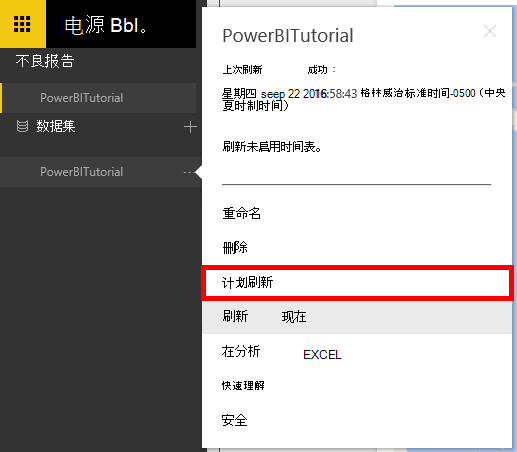 电源 Bbl。
不良报告
PowerBITutorial
数据集
PowerBITutorial
PowerBITutorial
上次刷新 成功：
星期四 seep 22 2016:58:43 格林威治标准时间-0500（中央
夏时制时间）
刷新未启用时间表。
重命名
删除
计划刷新
刷新 现在
在分析 EXCEL
快速理解
安全